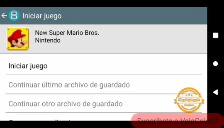 Iniciar juego
New Super Mario Bros.
Nintendo
Iniciar juego
Continuar último archivo de guardado
Continuar otro archivo de guardado
Suscribete a